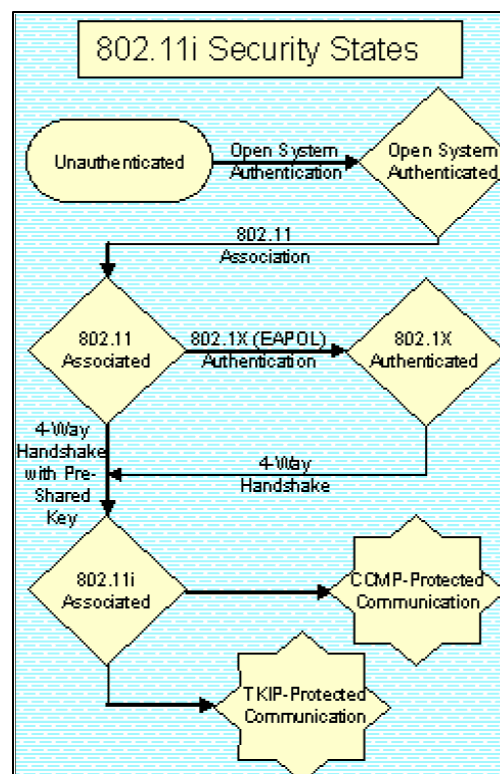 802.11i Security States
Unauthenticated
Open System
Authentication
Open System
Authenticated
802.11
Association
802.11
Associated
802.1X (EAPOL)
Authentication
802.1X
Authenticated
4-Way
Handshake
with Pre-
Shared
Key
4-Way
Handshake
802.11i
Associated
CCMP-Protected
Communication
TKIP-Protected
Communication